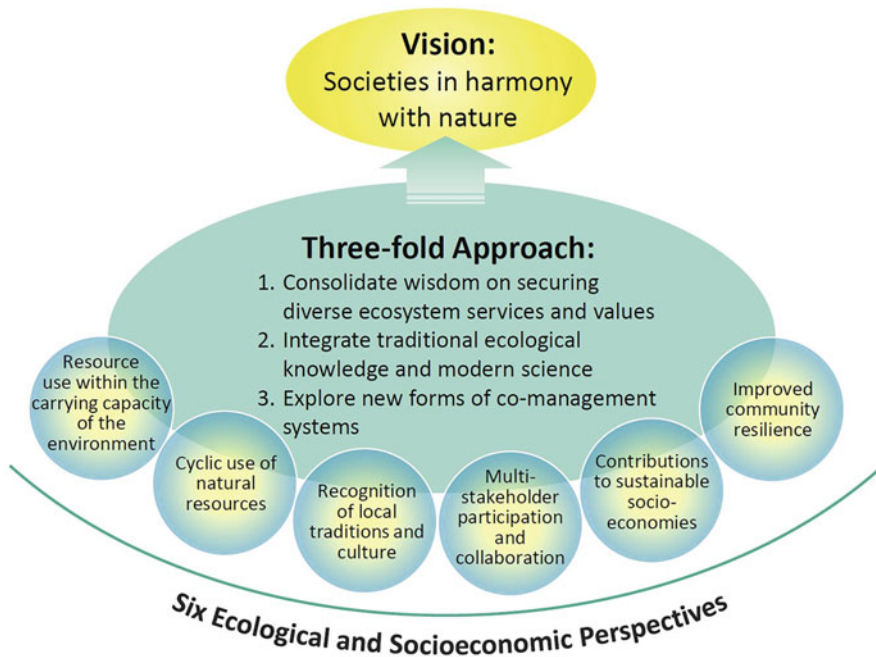 Vision:
Societies in harmony
with nature
Three-fold Approach:
1. Consolidate wisdom on securing
diverse ecosystem services and values
2. Integrate traditional ecological
knowledge and modern science
3. Explore new forms of co-management
systems
Resource
use within the
carrying capacity
of the
environment
Cyclic use of
natural
resources
Recognition
of local
traditions and
culture
Multi-
stakeholder
participation
and
collaboration
Contributions
to sustainable
socio-
economies
Improved
community
resilience
Six Ecological and Socioeconomic Perspectives